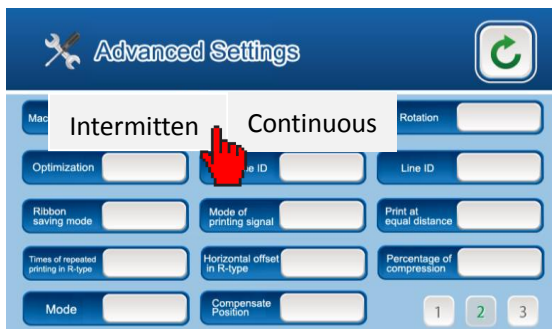 Advanced Settings
Intermitten
Continuous
Rotation
Optimization
Line ID
Ribbon
saving mode
Mode of
printing signal
Print at
equal distance
Times of repeated
printing in R-type
Horizontal offset
in R-type
Percentage of
compression
Mode
Compensate
Position
1 2 3